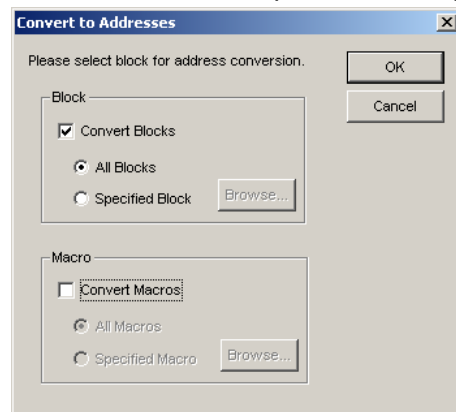 Convert to Addresses
Please select block for address conversion.
OK
Cancel
Block
Convert Blocks
All Blocks
Specified Block
Browse...
Macro
Convert Macros
All Macros
Specified Macro
Browse...